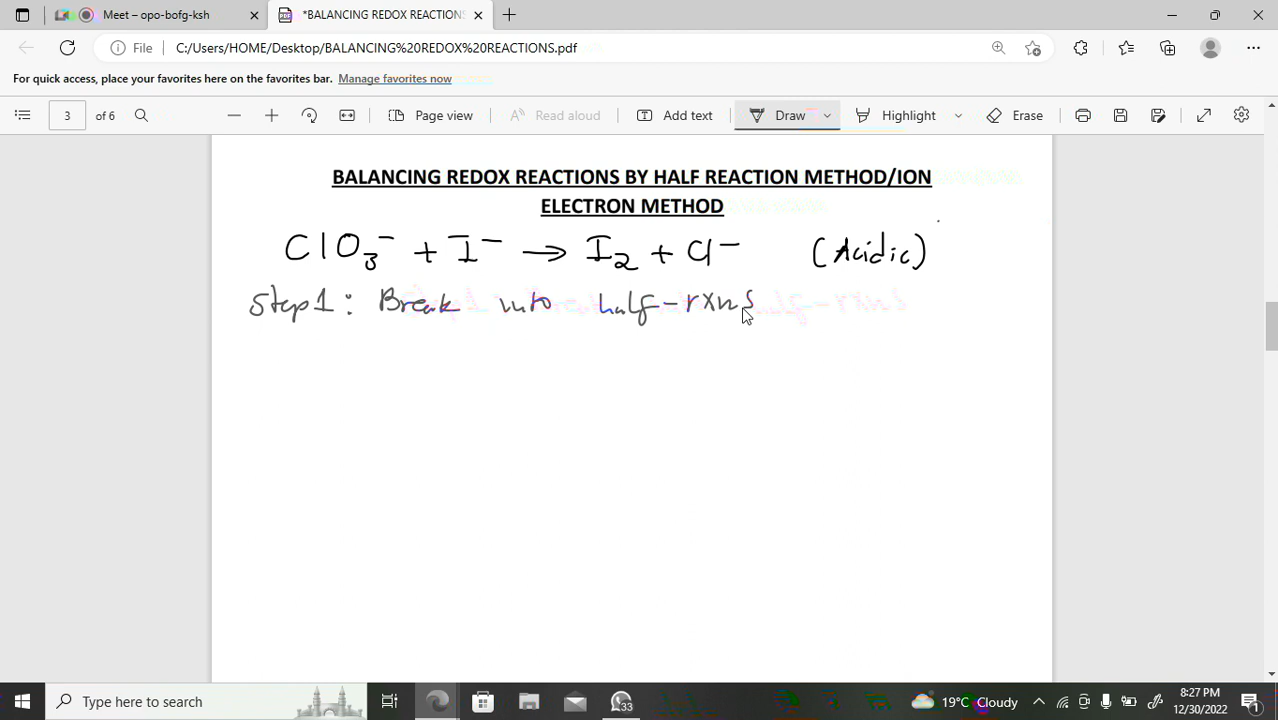 Meet – opo-bofg-ksh
*BALANCING REDOX REACTIONS
File C:/Users/HOME/Desktop/BALANCING%20REDOX%20REACTIONS.pdf
For quick access, place your favorites here on the favorites bar. Manage favorites now
3 of 6 Page view Read aloud Add text Draw Highlight Erase
BALANCING REDOX REACTIONS BY HALF REACTION METHOD/ION
ELECTRON METHOD
ClO₃⁻ + I⁻ → I₂ + Cl⁻ (Acidic)
Step1: Break into half-rxns
Type here to search
33
19°C Cloudy
8:27 PM
12/30/2022
1